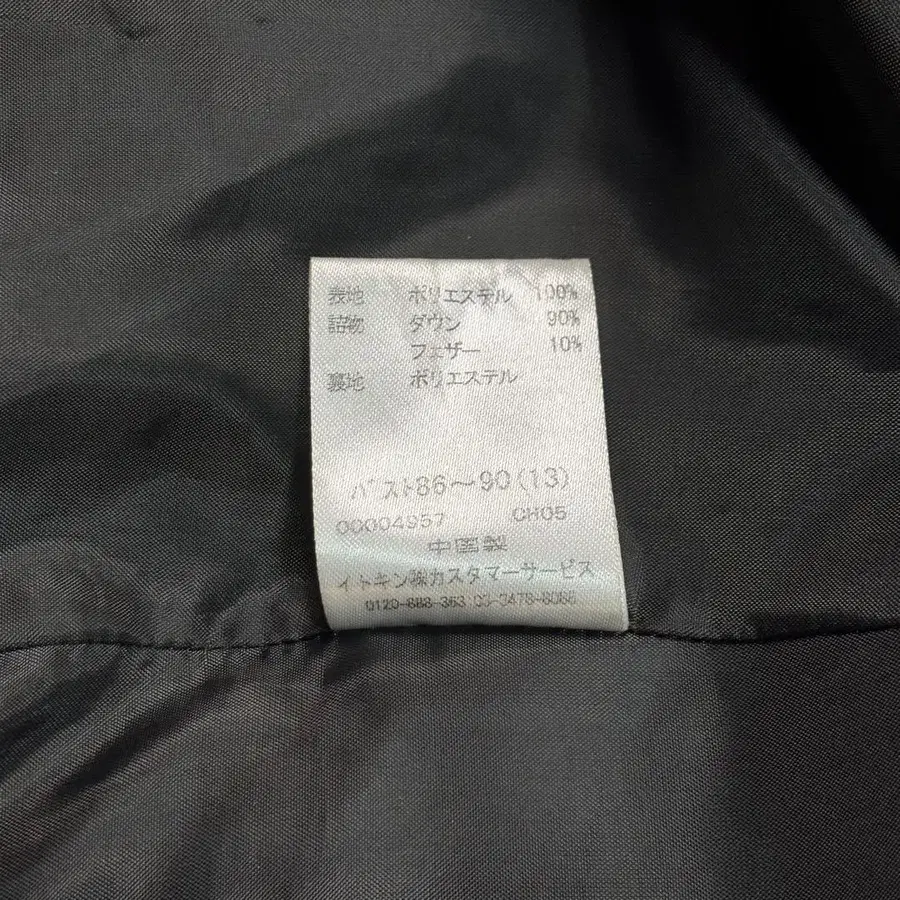 表地 ポリエステル 100%
詰物 ダウン 90%
フェザー 10%
裏地 ポリエステル
バスト86〜90(13)
00004957 CH05
中国製
イトキン㈱カスタマーサービス
0120-888-363 03-3478-8088